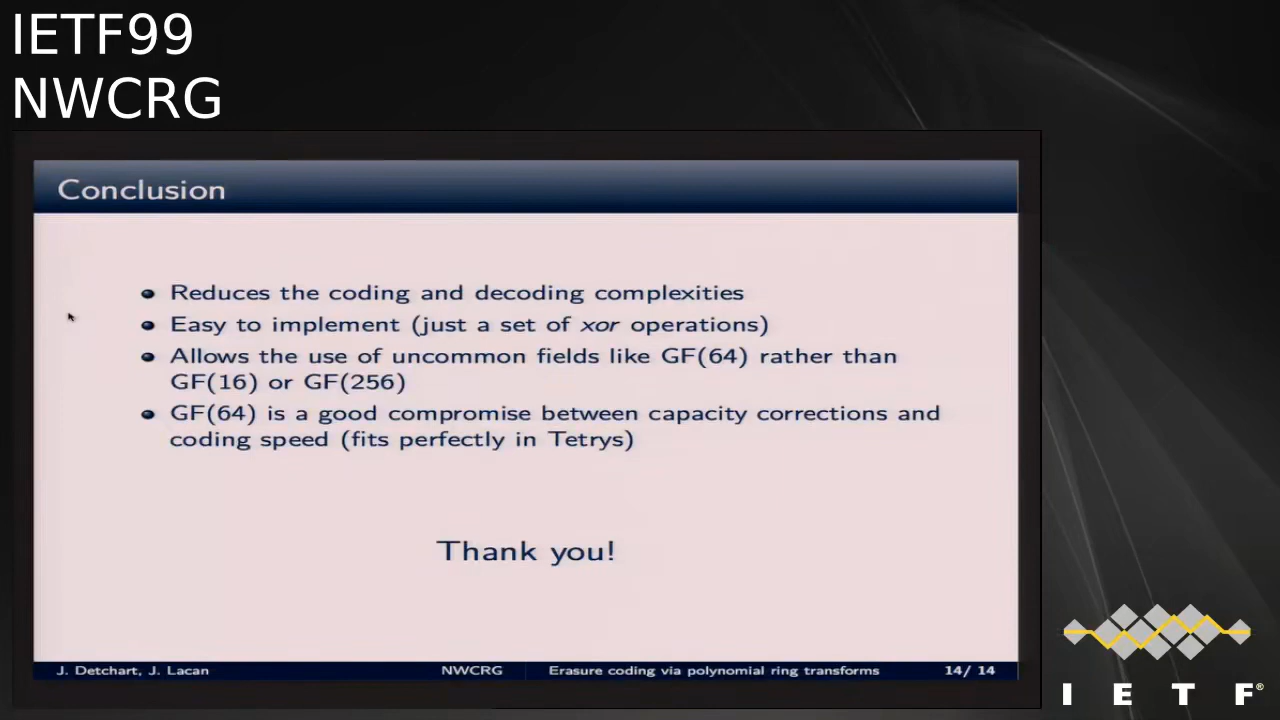 IETF99
NWCRG
Conclusion
Reduces the coding and decoding complexities
Easy to implement (just a set of xor operations)
Allows the use of uncommon fields like GF(64) rather than
GF(16) or GF(256)
GF(64) is a good compromise between capacity corrections and
coding speed (fits perfectly in Tetrys)
Thank you!
J. Detchart, J. Lacan NWCRG Erasure coding via polynomial ring transforms 14/ 14
I E T F®